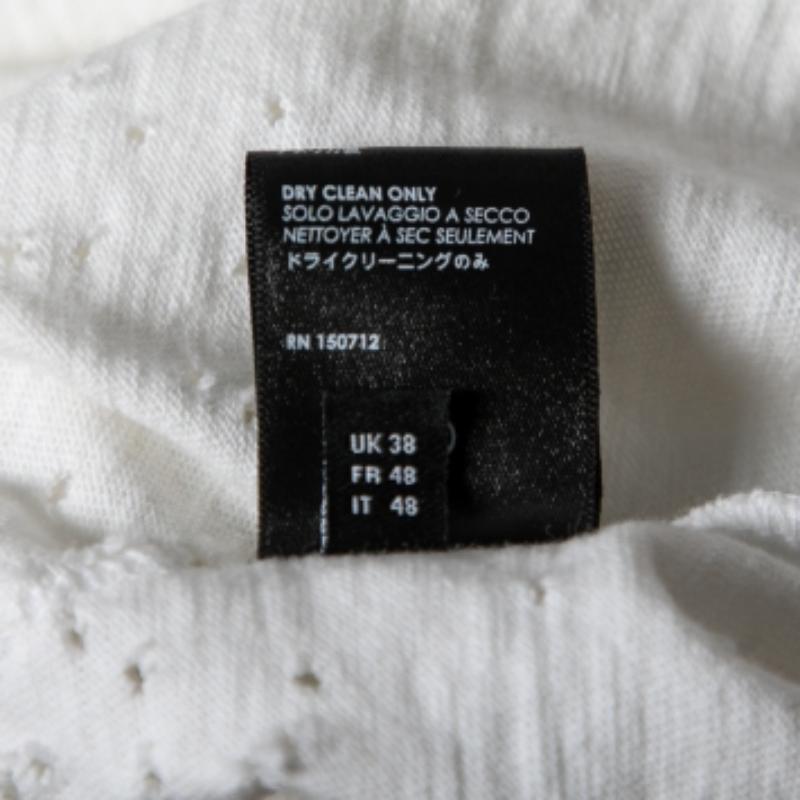 DRY CLEAN ONLY
SOLO LAVAGGIO A SECCO
NETTOYER À SEC SEULEMENT
ドライクリーニングのみ
RN 150712
UK 38
FR 48
IT 48